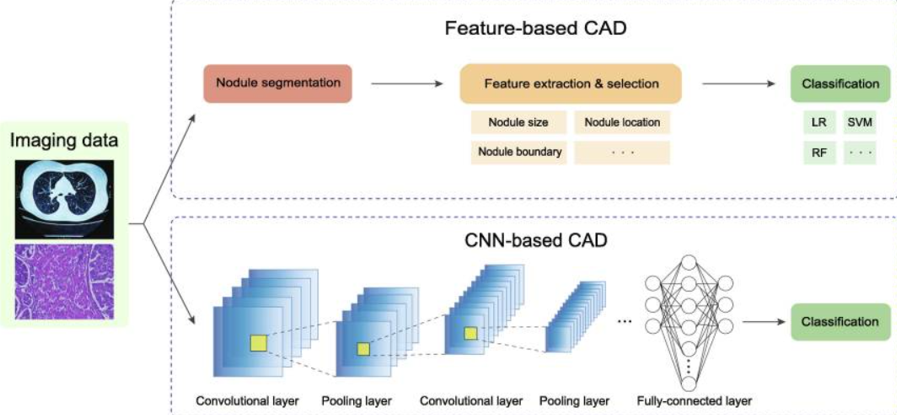 Imaging data
Feature-based CAD
Nodule segmentation
Feature extraction & selection
Classification
Nodule size
Nodule location
LR
SVM
Nodule boundary
· · ·
RF
· · ·
CNN-based CAD
...
Classification
Convolutional layer
Pooling layer
Convolutional layer
Pooling layer
Fully-connected layer